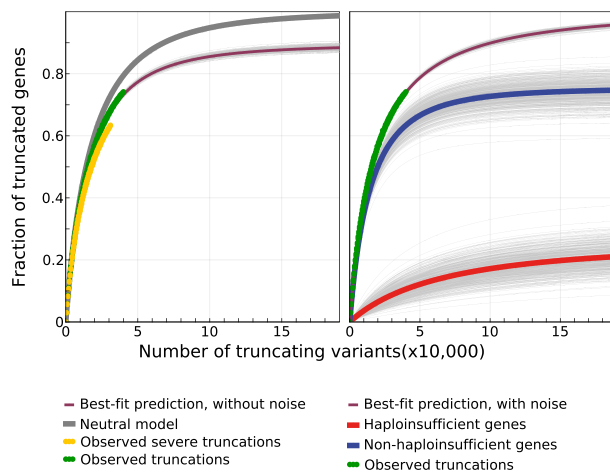 Fraction of truncated genes
0.8
0.6
0.4
0.2
0
0 5 10 15 0 5 10 15
Number of truncating variants(x10,000)
Best-fit prediction, without noise
Neutral model
Observed severe truncations
Observed truncations
Best-fit prediction, with noise
Haploinsufficient genes
Non-haploinsufficient genes
Observed truncations